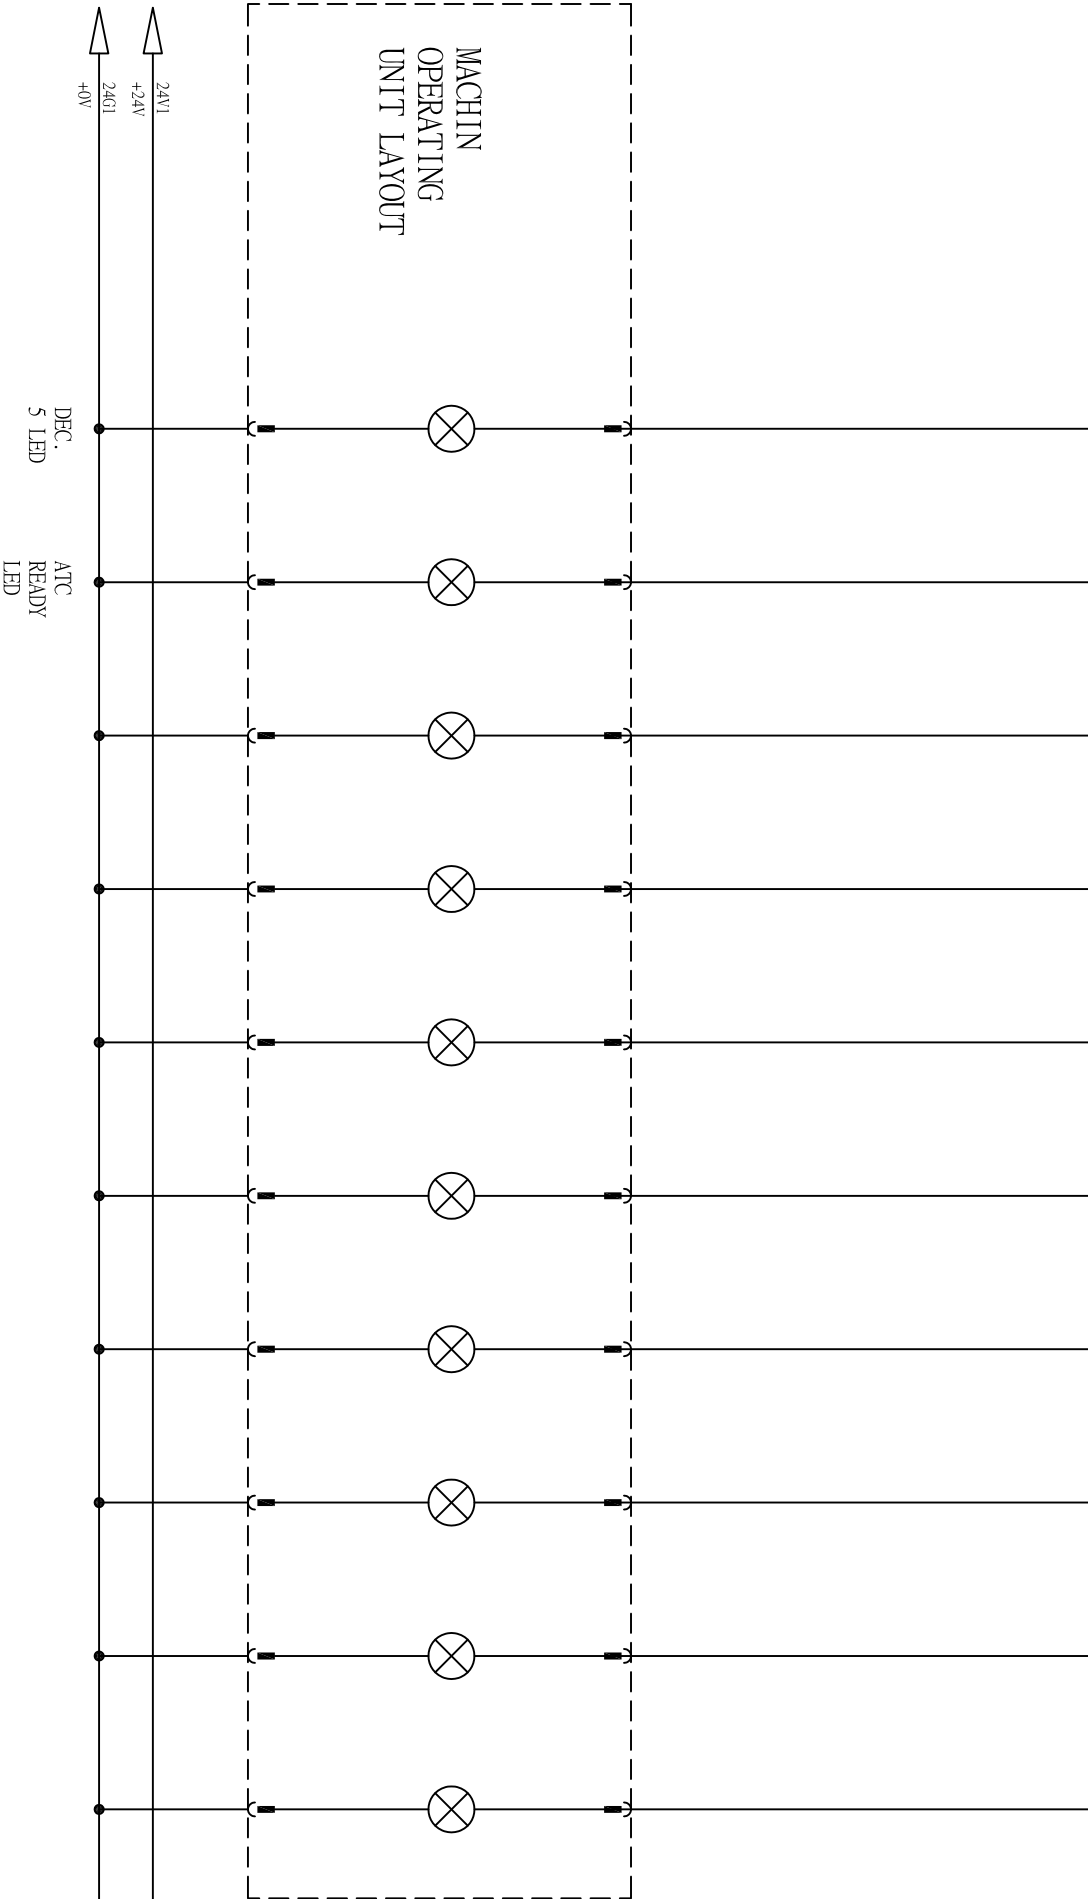 MACHIN
OPERATING
UNIT LAYOUT
24V1
+24V
24G1
+0V
DEC.
5 LED
ATC
READY
LED